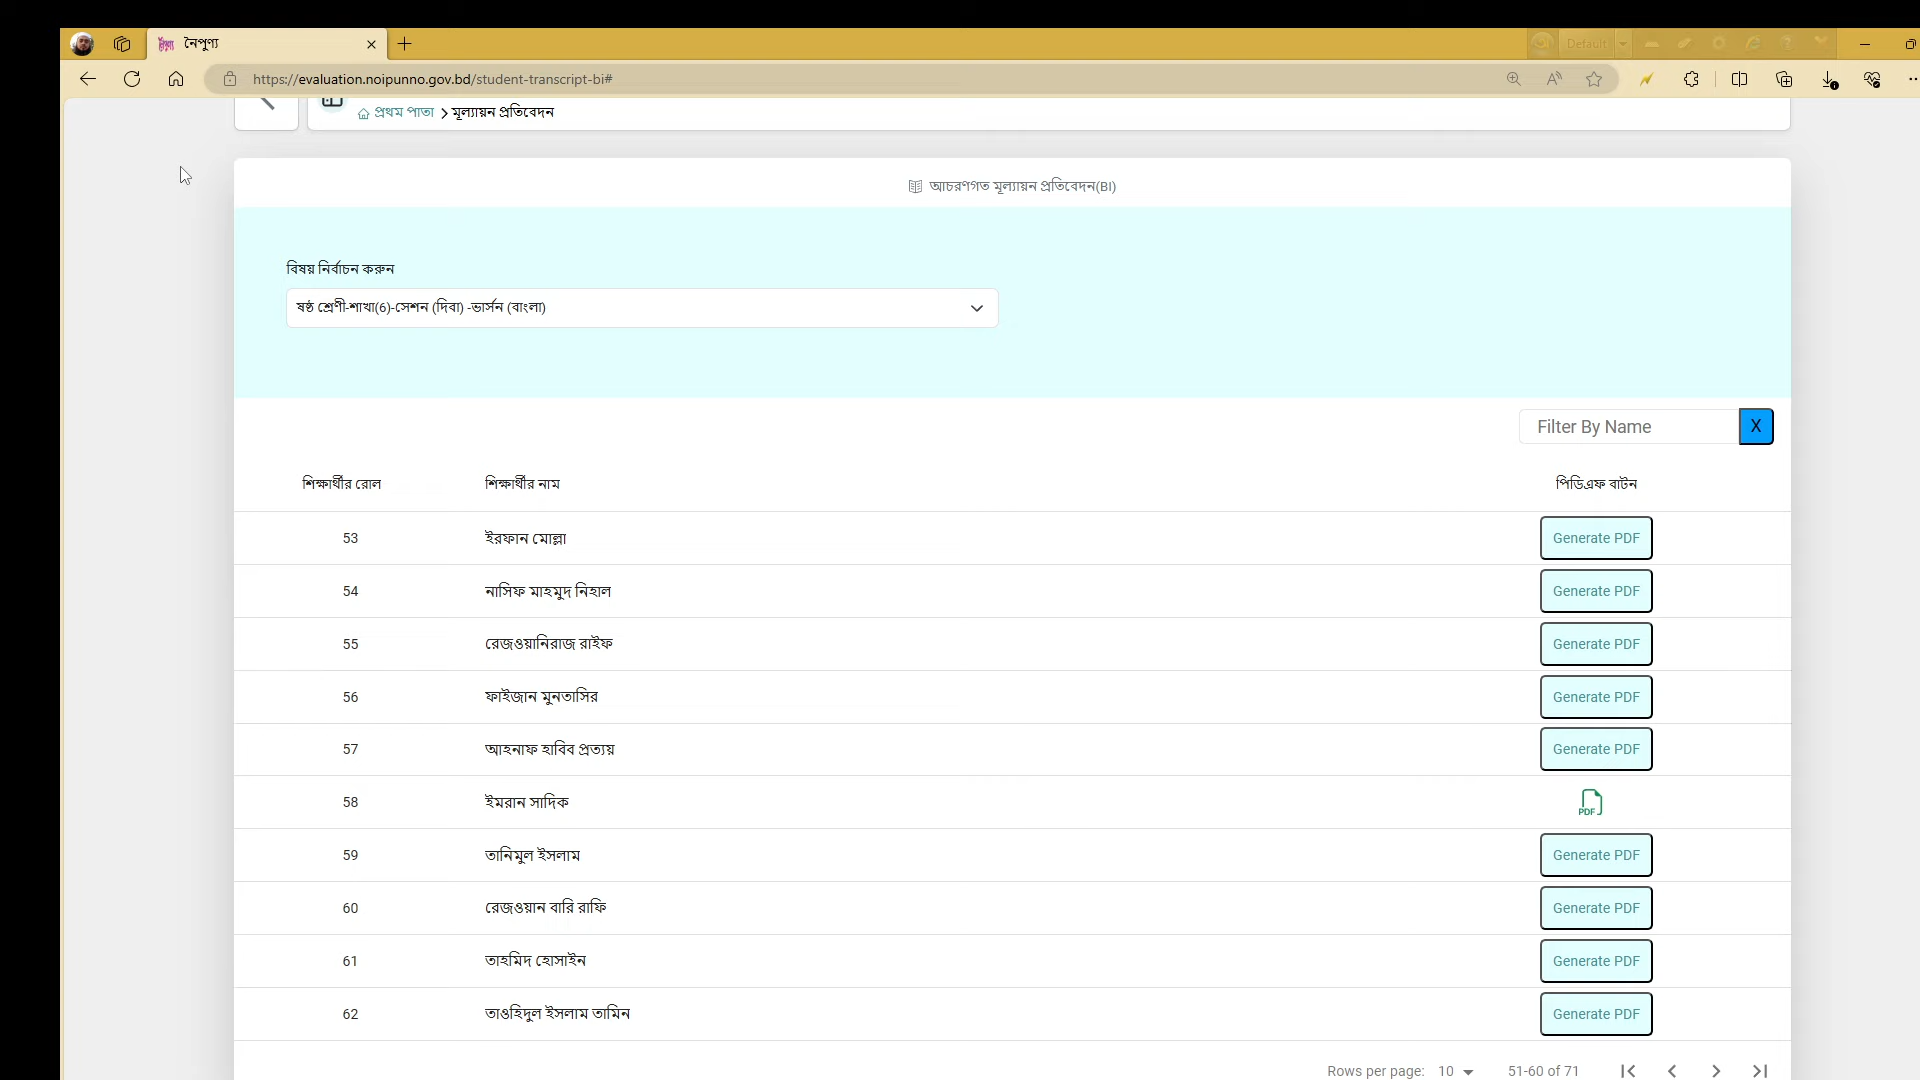 নৈপুণ্য
Default
https://evaluation.noipunno.gov.bd/student-transcript-bi#
প্রথম পাতা > মূল্যায়ন প্রতিবেদন
আচরণগত মূল্যায়ন প্রতিবেদন(BI)
বিষয় নির্বাচন করুন
ষষ্ঠ শ্রেণী-শাখা(6)-সেশন (দিবা) -ভার্সন (বাংলা)
Filter By Name X
শিক্ষার্থীর রোল শিক্ষার্থীর নাম পিডিএফ বাটন
53 ইরফান মোল্লা Generate PDF
54 নাসিফ মাহমুদ নিহাল Generate PDF
55 রেজওয়ানিরাজ রাইফ Generate PDF
56 ফাইজান মুনতাসির Generate PDF
57 আহনাফ হাবিব প্রত্যয় Generate PDF
58 ইমরান সাদিক PDF
59 তানিমুল ইসলাম Generate PDF
60 রেজওয়ান বারি রাফি Generate PDF
61 তাহমিদ হোসাইন Generate PDF
62 তাওহিদুল ইসলাম তামিন Generate PDF
Rows per page: 10 51-60 of 71